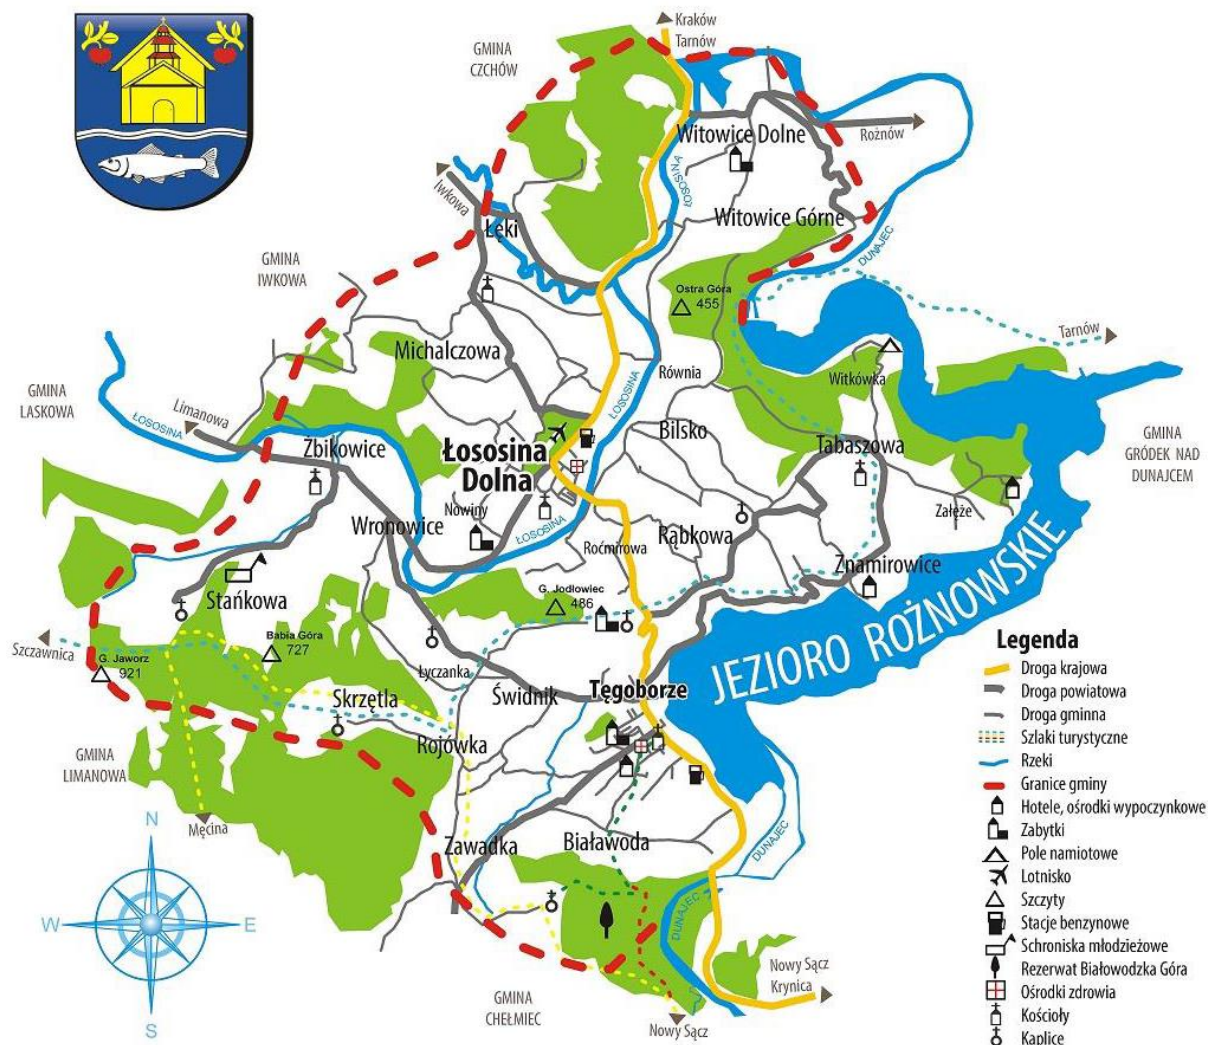 Kraków
Tarnów
GMINA
CZCHÓW
Witowice Dolne
Rożnów
ŁOSOSINA
Iwkowa
Witowice Górne
Łęki
DUNAJEC
GMINA
IWKOWA
Ostra Góra
455
Tarnów
Michalczowa
Równia
Witkówka
GMINA
LASKOWA
Limanowa
ŁOSOSINA
ŁOSOSINA
Żbikowice
Bilsko
Tabaszowa
GMINA
GRÓDEK NAD
DUNAJCEM
Łososina
Dolna
Nowiny
Załęże
Wronowice
ŁOSOSINA
Rąbkowa
Roćmirowa
Znamirowice
JEZIORO ROŻNOWSKIE
Stańkowa
G. Jodłowiec
486
Szczawnica
Babia Góra
727
G. Jaworz
921
Łyczanka
Skrzętla
Świdnik
Tęgoborze
Rojówka
GMINA
LIMANOWA
Męcina
Zawadka
Białawoda
DUNAJEC
DUNAJEC
Nowy Sącz
Krynica
GMINA
CHEŁMIEC
Nowy Sącz
N
W
E
S
Legenda
Droga krajowa
Droga powiatowa
Droga gminna
Szlaki turystyczne
Rzeki
Granice gminy
Hotele, ośrodki wypoczynkowe
Zabytki
Pole namiotowe
Lotnisko
Szczyty
Stacje benzynowe
Schroniska młodzieżowe
Rezerwat Białowodzka Góra
Ośrodki zdrowia
Kościoły
Kaplice